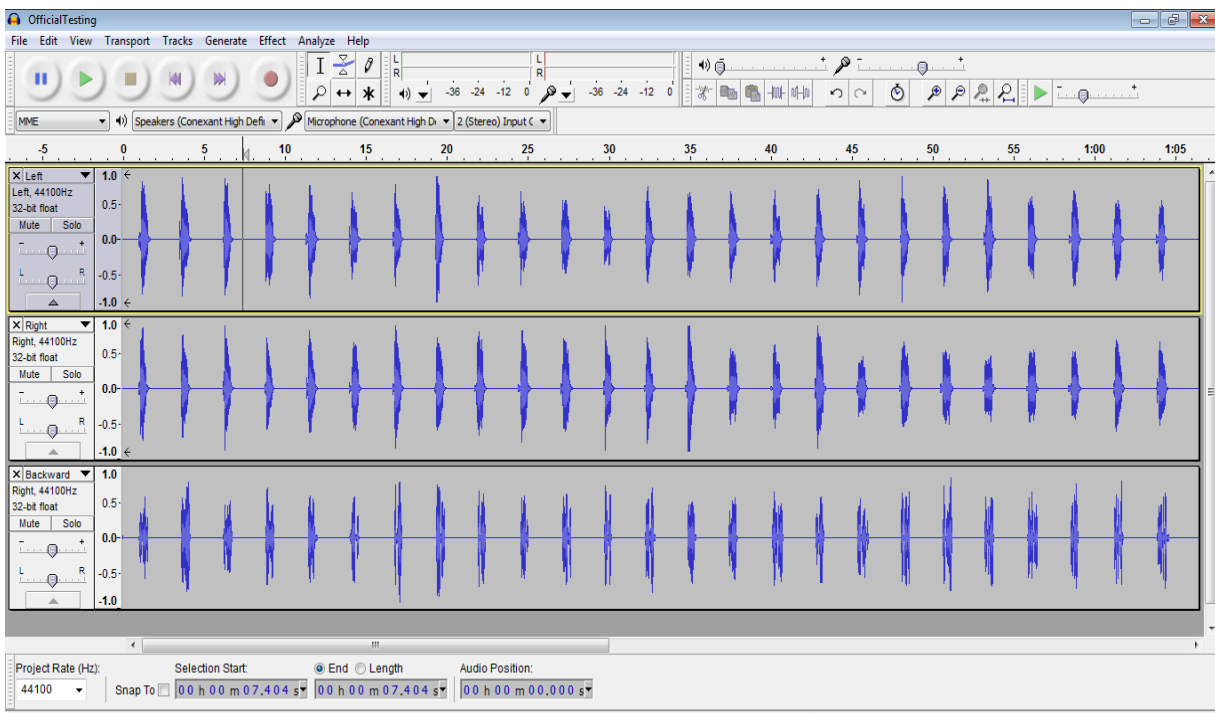 OfficialTesting
File Edit View Transport Tracks Generate Effect Analyze Help
L
R
L
R
-36 -24 -12 0
-36 -24 -12 0
MME
Speakers (Conexant High Defi
Microphone (Conexant High D
2 (Stereo) Input C
-5 0 5 10 15 20 25 30 35 40 45 50 55 1:00 1:05
X Left
Left, 44100Hz
32-bit float
Mute Solo
- +
L R
1.0
0.5
0.0
-0.5
-1.0
X Right
Right, 44100Hz
32-bit float
Mute Solo
- +
L R
1.0
0.5
0.0
-0.5
-1.0
X Backward
Right, 44100Hz
32-bit float
Mute Solo
- +
L R
1.0
0.5
0.0
-0.5
-1.0
Project Rate (Hz):
44100
Snap To
Selection Start:
00 h 00 m 07.404 s
End Length
00 h 00 m 07.404 s
Audio Position:
00 h 00 m 00.000 s